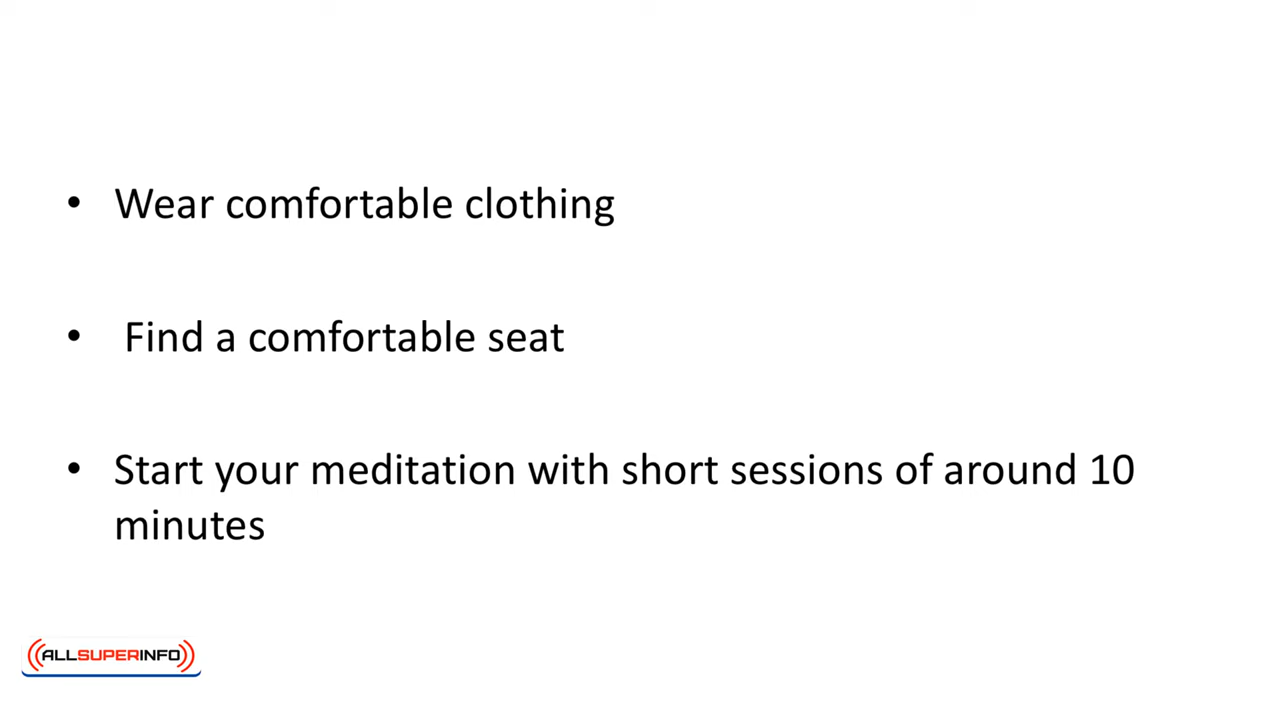 • Wear comfortable clothing
• Find a comfortable seat
• Start your meditation with short sessions of around 10
minutes
ALLSUPERINFO